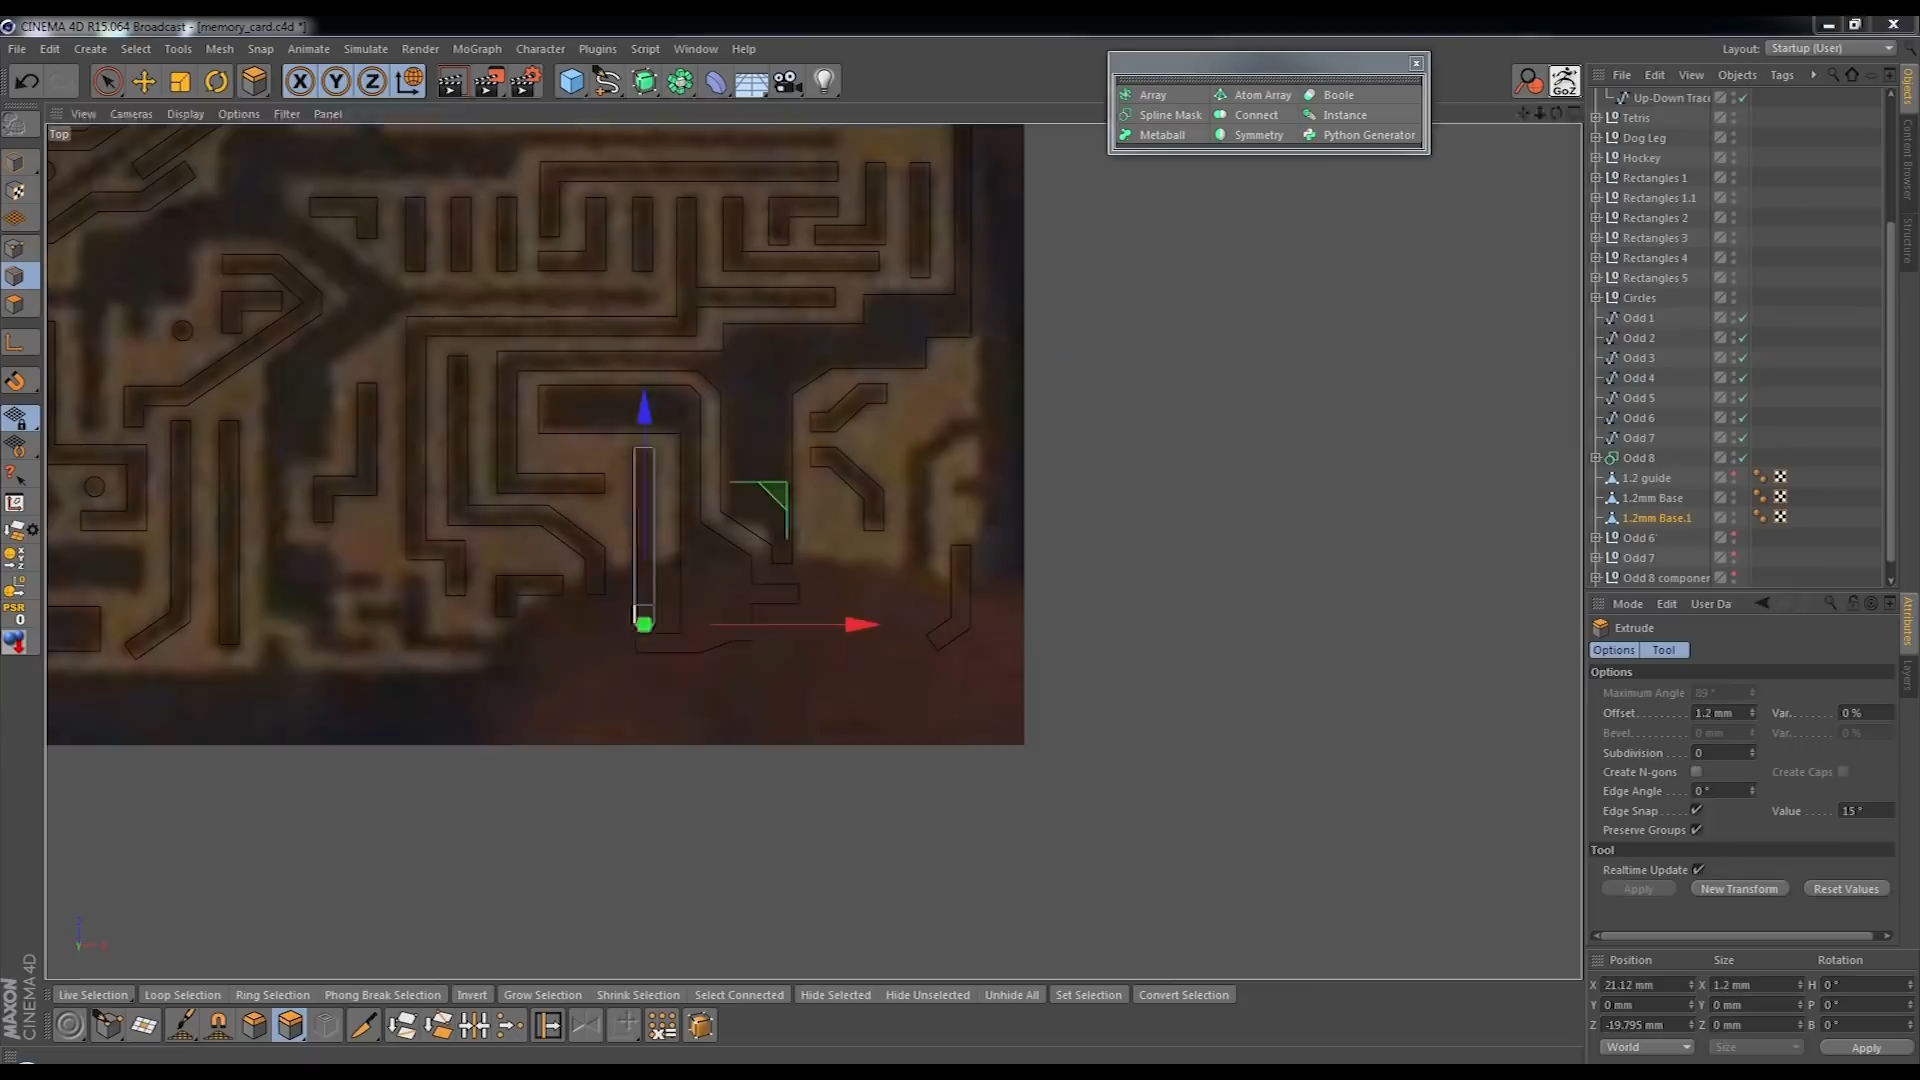 CINEMA 4D R15.064 Broadcast - [memory_card.c4d *]
File Edit Create Select Tools Mesh Snap Animate Simulate Render MoGraph Character Plugins Script Window Help
Layout: Startup (User)
X Y Z
GoZ
File Edit View Objects Tags
View Cameras Display Options Filter Panel
Top
Array Atom Array Boole
Spline Mask Connect Instance
Metaball Symmetry Python Generator
Up-Down Trace
Tetris
Dog Leg
Hockey
Rectangles 1
Rectangles 1.1
Rectangles 2
Rectangles 3
Rectangles 4
Rectangles 5
Circles
Odd 1
Odd 2
Odd 3
Odd 4
Odd 5
Odd 6
Odd 7
Odd 8
1.2 guide
1.2mm Base
1.2mm Base.1
Odd 6
Odd 7
Odd 8 componer
Objects
Content Browser
Structure
Attributes
Layers
PSR
0
Mode Edit User Da
Extrude
Options Tool
Options
Maximum Angle 89 °
Offset 1.2 mm Var. 0 %
Bevel 0 mm Var. 0 %
Subdivision 0
Create N-gons Create Caps
Edge Angle 0 °
Edge Snap Value 15 °
Preserve Groups
Tool
Realtime Update
Apply New Transform Reset Values
Position Size Rotation
X 21.12 mm X 1.2 mm H 0 °
Y 0 mm Y 0 mm P 0 °
Z -19.795 mm Z 0 mm B 0 °
World Size Apply
Live Selection Loop Selection Ring Selection Phong Break Selection Invert Grow Selection Shrink Selection Select Connected Hide Selected Hide Unselected Unhide All Set Selection Convert Selection
MAXON
CINEMA 4D